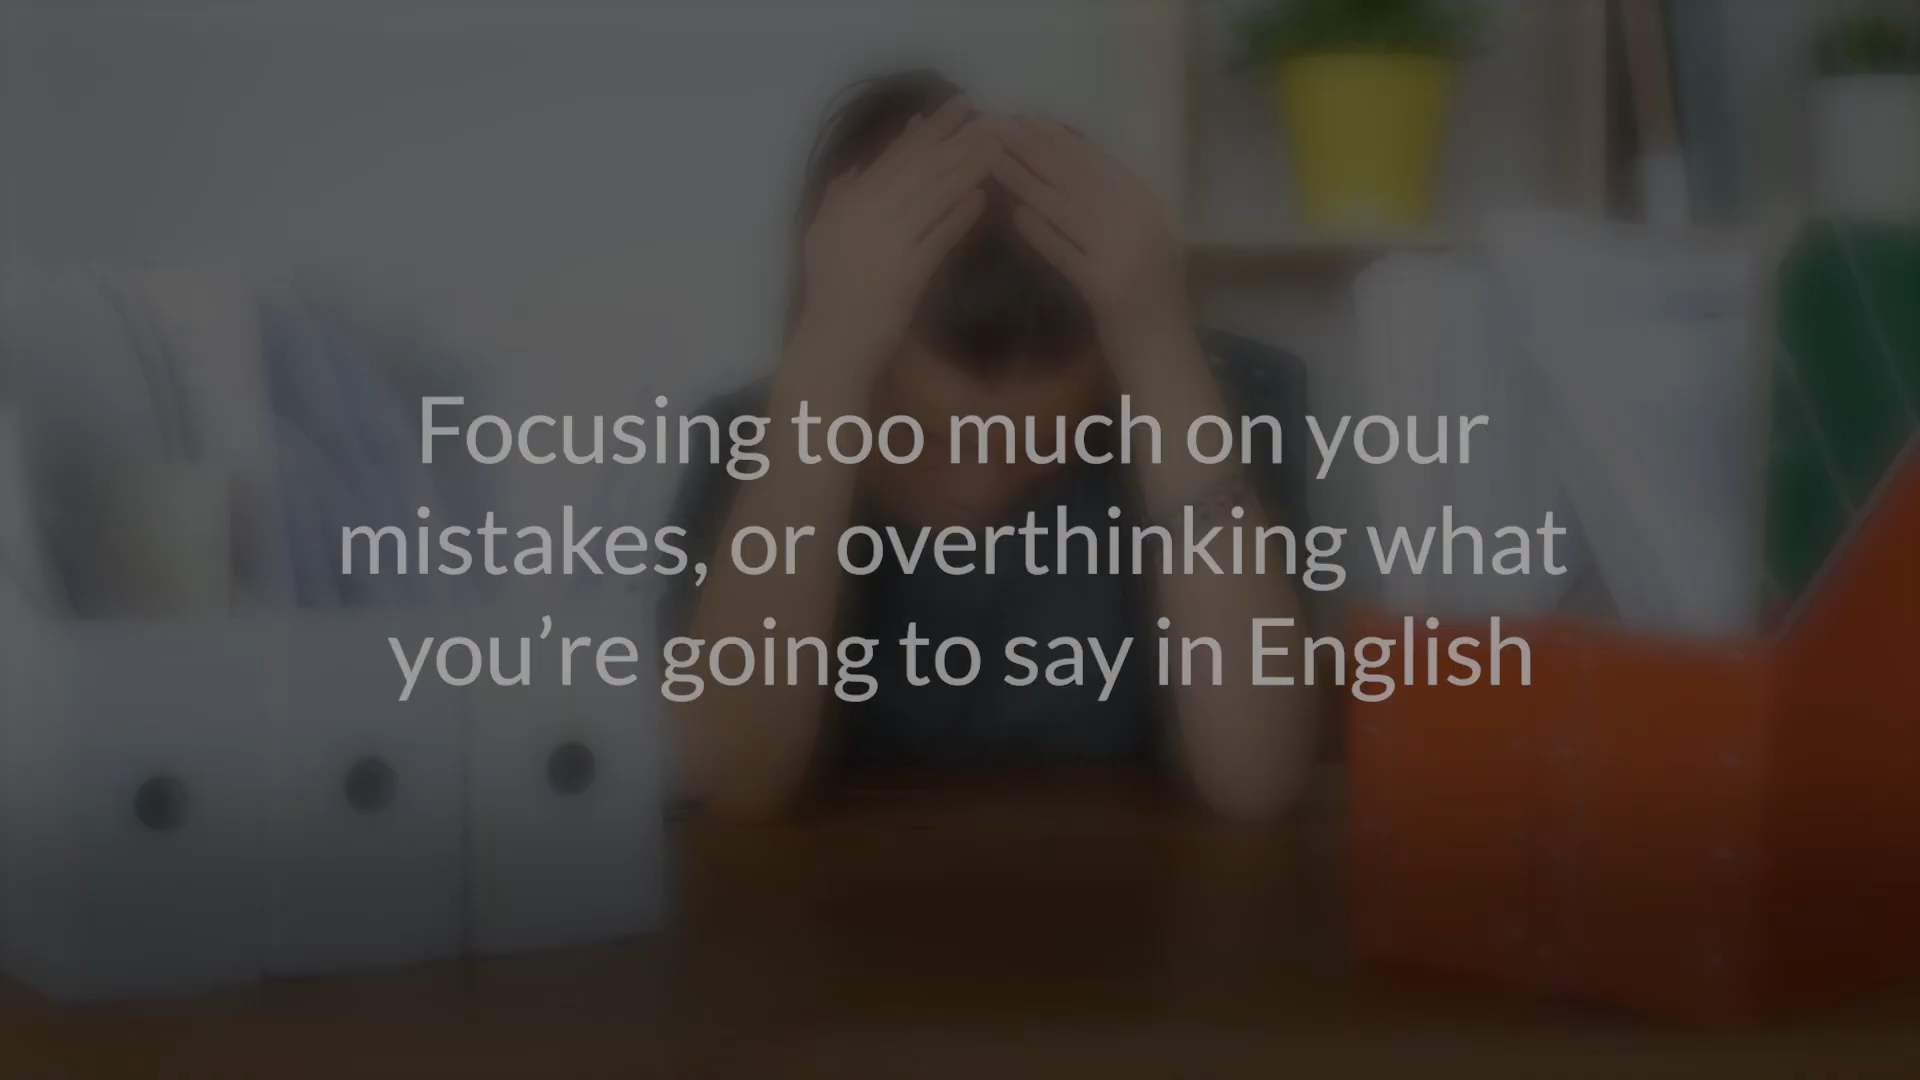 Focusing too much on your
mistakes, or overthinking what
you’re going to say in English